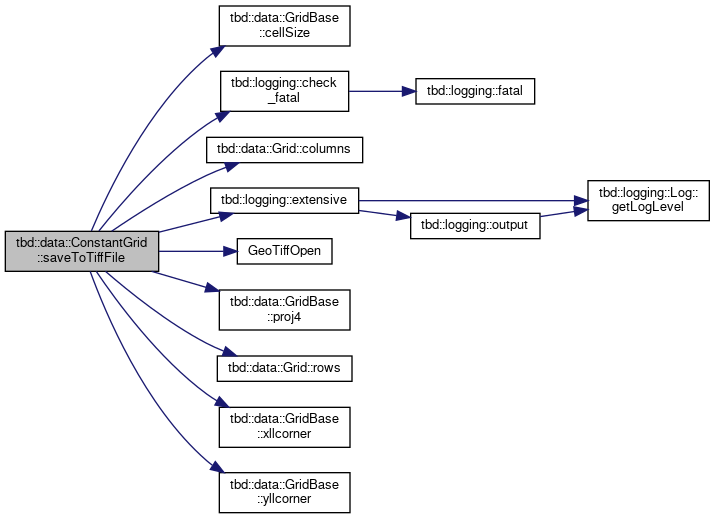 tbd::data::GridBase
::cellSize
tbd::logging::check
_fatal
tbd::logging::fatal
tbd::data::Grid::columns
tbd::logging::extensive
tbd::logging::Log::
getLogLevel
tbd::logging::output
tbd::data::ConstantGrid
::saveToTiffFile
GeoTiffOpen
tbd::data::GridBase
::proj4
tbd::data::Grid::rows
tbd::data::GridBase
::xllcorner
tbd::data::GridBase
::yllcorner